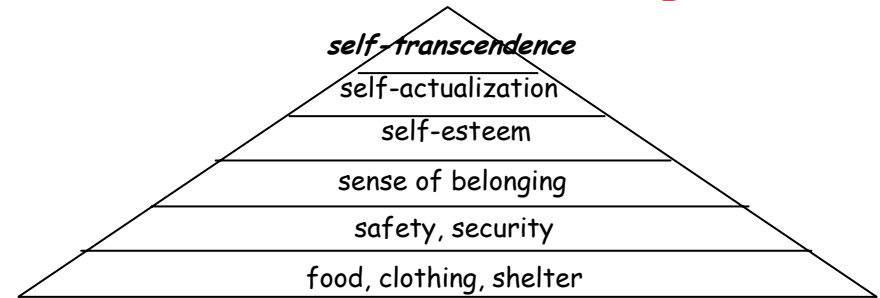 self-transcendence
self-actualization
self-esteem
sense of belonging
safety, security
food, clothing, shelter